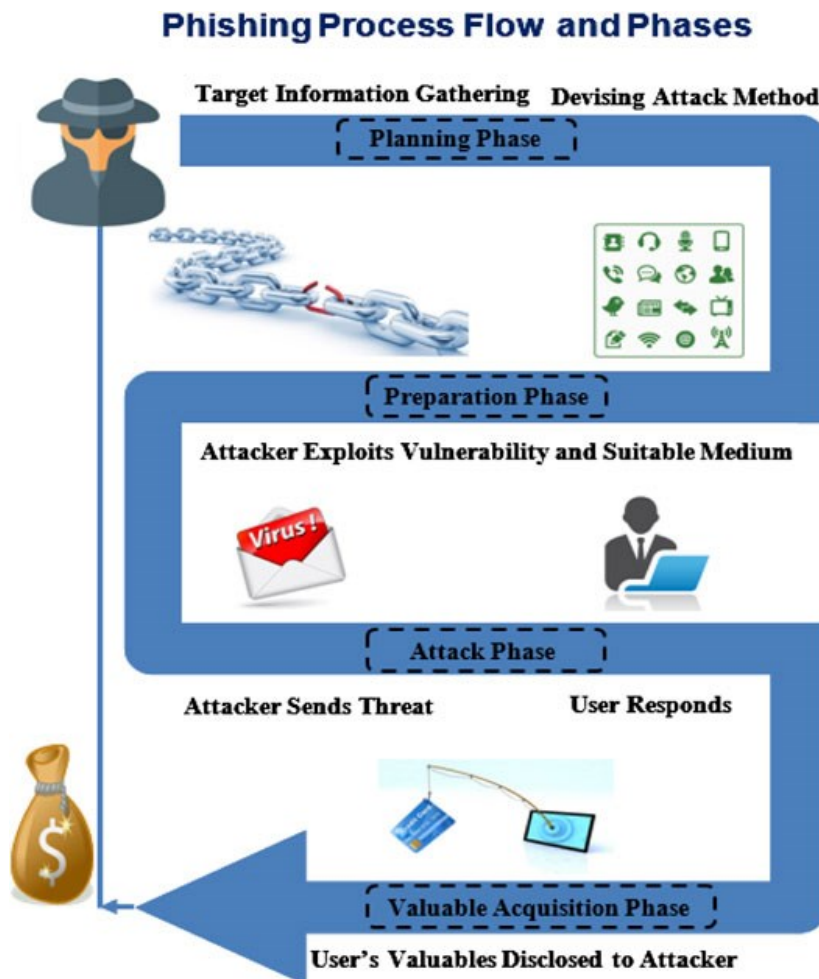 Phishing Process Flow and Phases
Target Information Gathering
Devising Attack Method
Planning Phase
Preparation Phase
Attacker Exploits Vulnerability and Suitable Medium
Virus!
Attack Phase
Attacker Sends Threat
User Responds
$
Valuable Acquisition Phase
User's Valuables Disclosed to Attacker